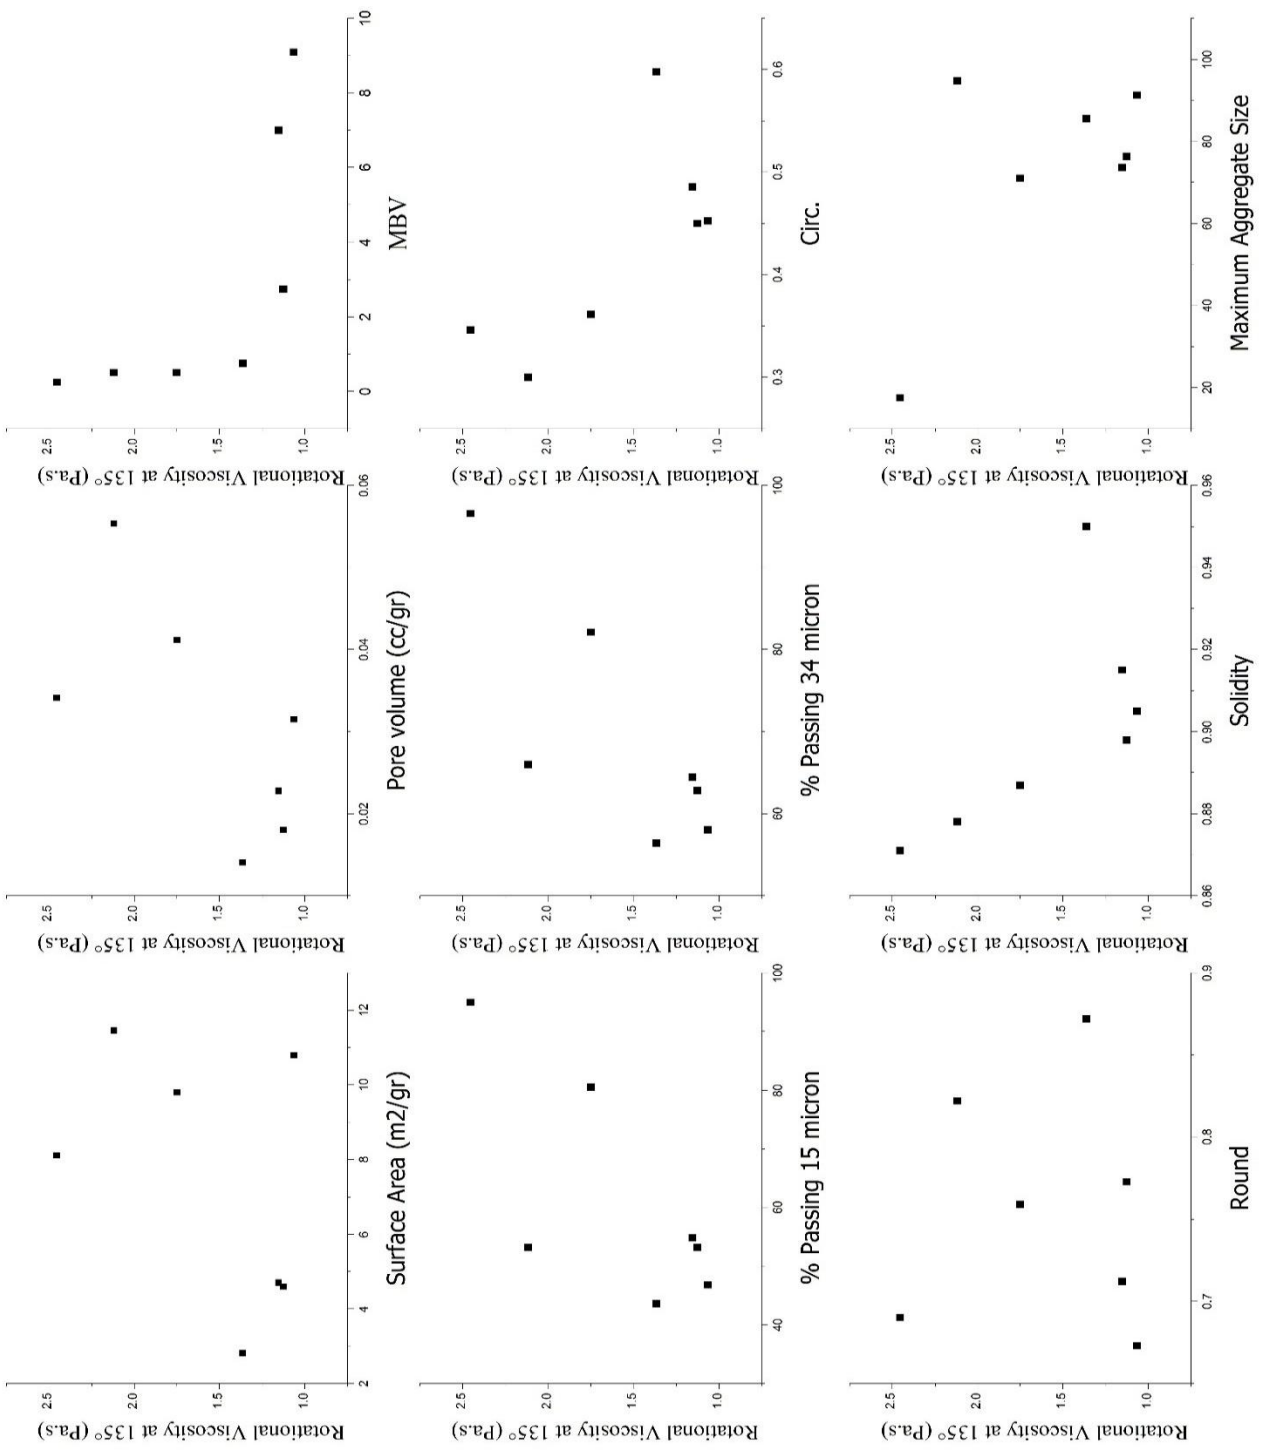 Rotational Viscosity at 135° (Pa.s)
2.5
2.0
1.5
1.0
2 4 6 8 10 12
Surface Area (m2/gr)
Rotational Viscosity at 135° (Pa.s)
2.5
2.0
1.5
1.0
0.02 0.04 0.06
Pore volume (cc/gr)
Rotational Viscosity at 135° (Pa.s)
2.5
2.0
1.5
1.0
0 2 4 6 8 10
MBV
Rotational Viscosity at 135° (Pa.s)
2.5
2.0
1.5
1.0
40 60 80 100
% Passing 15 micron
Rotational Viscosity at 135° (Pa.s)
2.5
2.0
1.5
1.0
60 80 100
% Passing 34 micron
Rotational Viscosity at 135° (Pa.s)
2.5
2.0
1.5
1.0
0.3 0.4 0.5 0.6
Circ.
Rotational Viscosity at 135° (Pa.s)
2.5
2.0
1.5
1.0
0.7 0.8 0.9
Round
Rotational Viscosity at 135° (Pa.s)
2.5
2.0
1.5
1.0
0.86 0.88 0.90 0.92 0.94 0.96
Solidity
Rotational Viscosity at 135° (Pa.s)
2.5
2.0
1.5
1.0
20 40 60 80 100
Maximum Aggregate Size